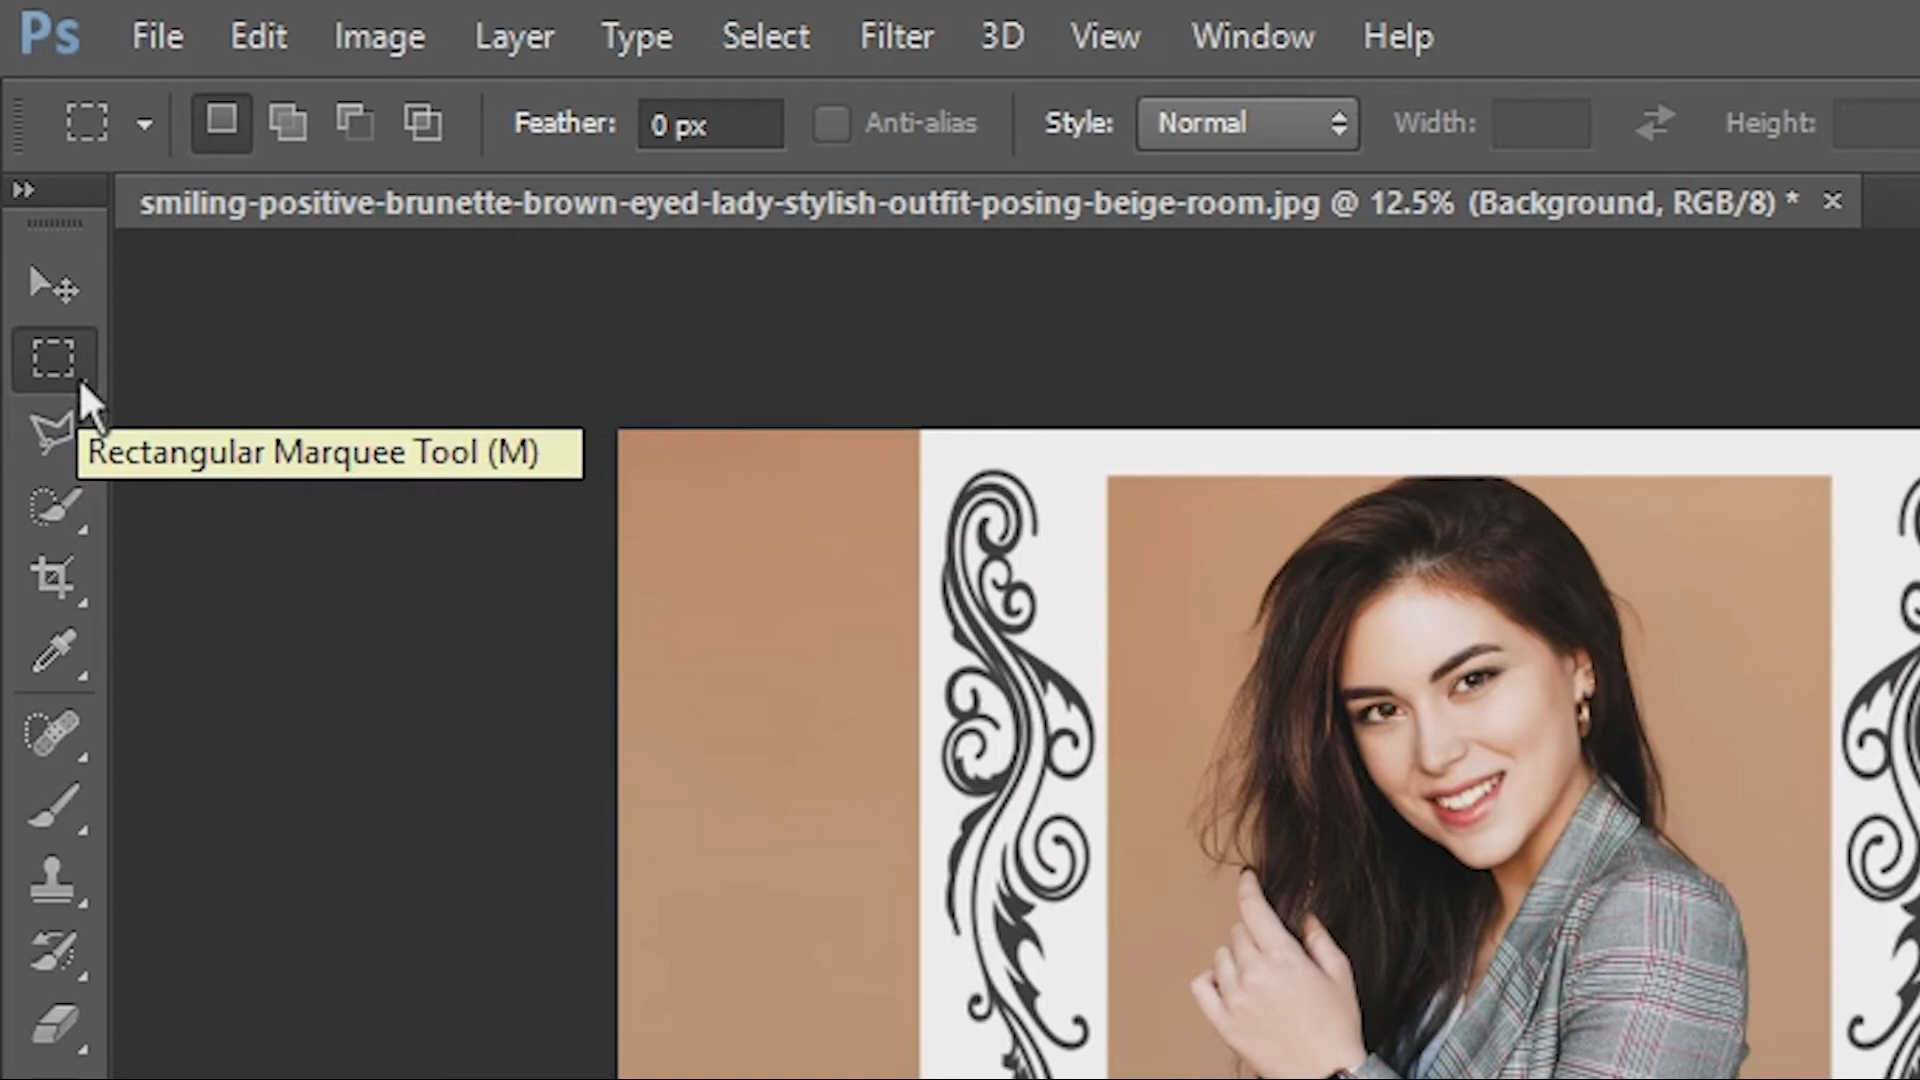 Ps File Edit Image Layer Type Select Filter 3D View Window Help
Feather: 0 px Anti-alias Style: Normal Width: Height:
smiling-positive-brunette-brown-eyed-lady-stylish-outfit-posing-beige-room.jpg @ 12.5% (Background, RGB/8) *
Rectangular Marquee Tool (M)